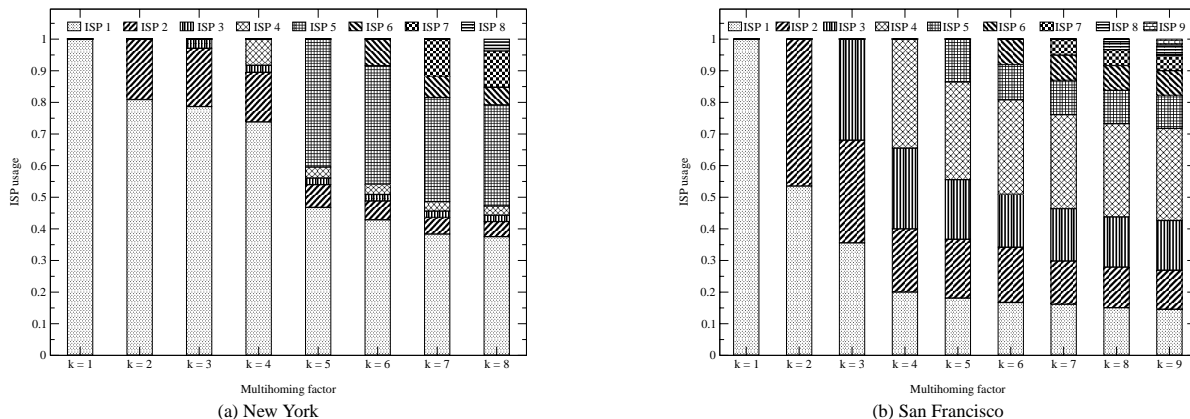 ISP 1 ISP 2 ISP 3 ISP 4 ISP 5 ISP 6 ISP 7 ISP 8
1
0.9
0.8
0.7
0.6
0.5
0.4
0.3
0.2
0.1
0
ISP usage
k = 1 k = 2 k = 3 k = 4 k = 5 k = 6 k = 7 k = 8
Multihoming factor
(a) New York
ISP 1 ISP 2 ISP 3 ISP 4 ISP 5 ISP 6 ISP 7 ISP 8 ISP 9
1
0.9
0.8
0.7
0.6
0.5
0.4
0.3
0.2
0.1
0
ISP usage
k = 1 k = 2 k = 3 k = 4 k = 5 k = 6 k = 7 k = 8 k = 9
Multihoming factor
(b) San Francisco